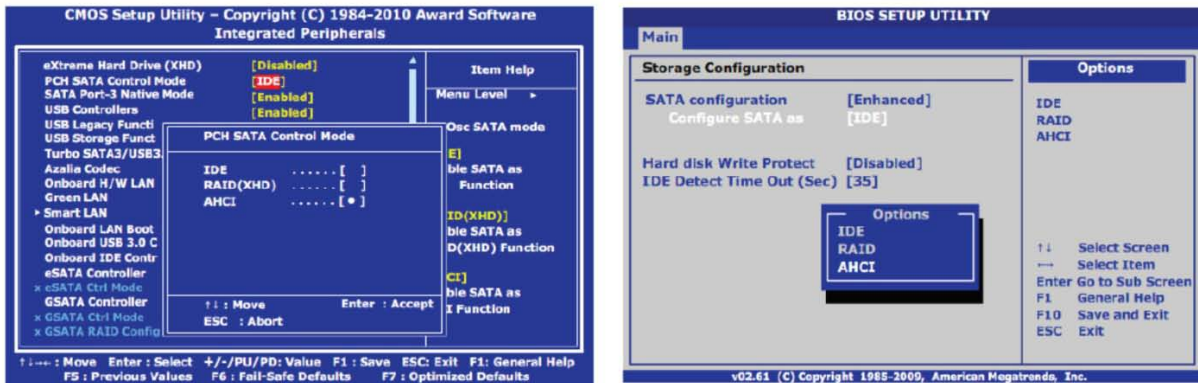 CMOS Setup Utility – Copyright (C) 1984-2010 Award Software
Integrated Peripherals
eXtreme Hard Drive (XHD) [Disabled]
PCH SATA Control Mode [IDE]
SATA Port-3 Native Mode [Enabled]
USB Controllers [Enabled]
USB Legacy Functi
USB Storage Funct
Turbo SATA3/USB3.
Azalia Codec
Onboard H/W LAN
Green LAN
▸ Smart LAN
Onboard LAN Boot
Onboard USB 3.0 C
Onboard IDE Contr
eSATA Controller
x eSATA Ctrl Mode
GSATA Controller
x GSATA Ctrl Mode
x GSATA RAID Config
PCH SATA Control Mode
IDE ......[ ]
RAID(XHD) ......[ ]
AHCI ......[•]
↑↓ : Move Enter : Accept
ESC : Abort
Item Help
Menu Level ▸
Osc SATA mode
E]
ble SATA as
Function
ID(XHD)]
ble SATA as
D(XHD) Function
CI]
ble SATA as
I Function
↑↓→← : Move Enter : Select +/-/PU/PD: Value F1 : Save ESC: Exit F1: General Help
F5 : Previous Values F6 : Fail-Safe Defaults F7 : Optimized Defaults
BIOS SETUP UTILITY
Main
Storage Configuration
SATA configuration [Enhanced]
Configure SATA as [IDE]
Hard disk Write Protect [Disabled]
IDE Detect Time Out (Sec) [35]
Options
IDE
RAID
AHCI
Options
IDE
RAID
AHCI
↑↓ Select Screen
←→ Select Item
Enter Go to Sub Screen
F1 General Help
F10 Save and Exit
ESC Exit
v02.61 (C) Copyright 1985-2009, American Megatrends, Inc.